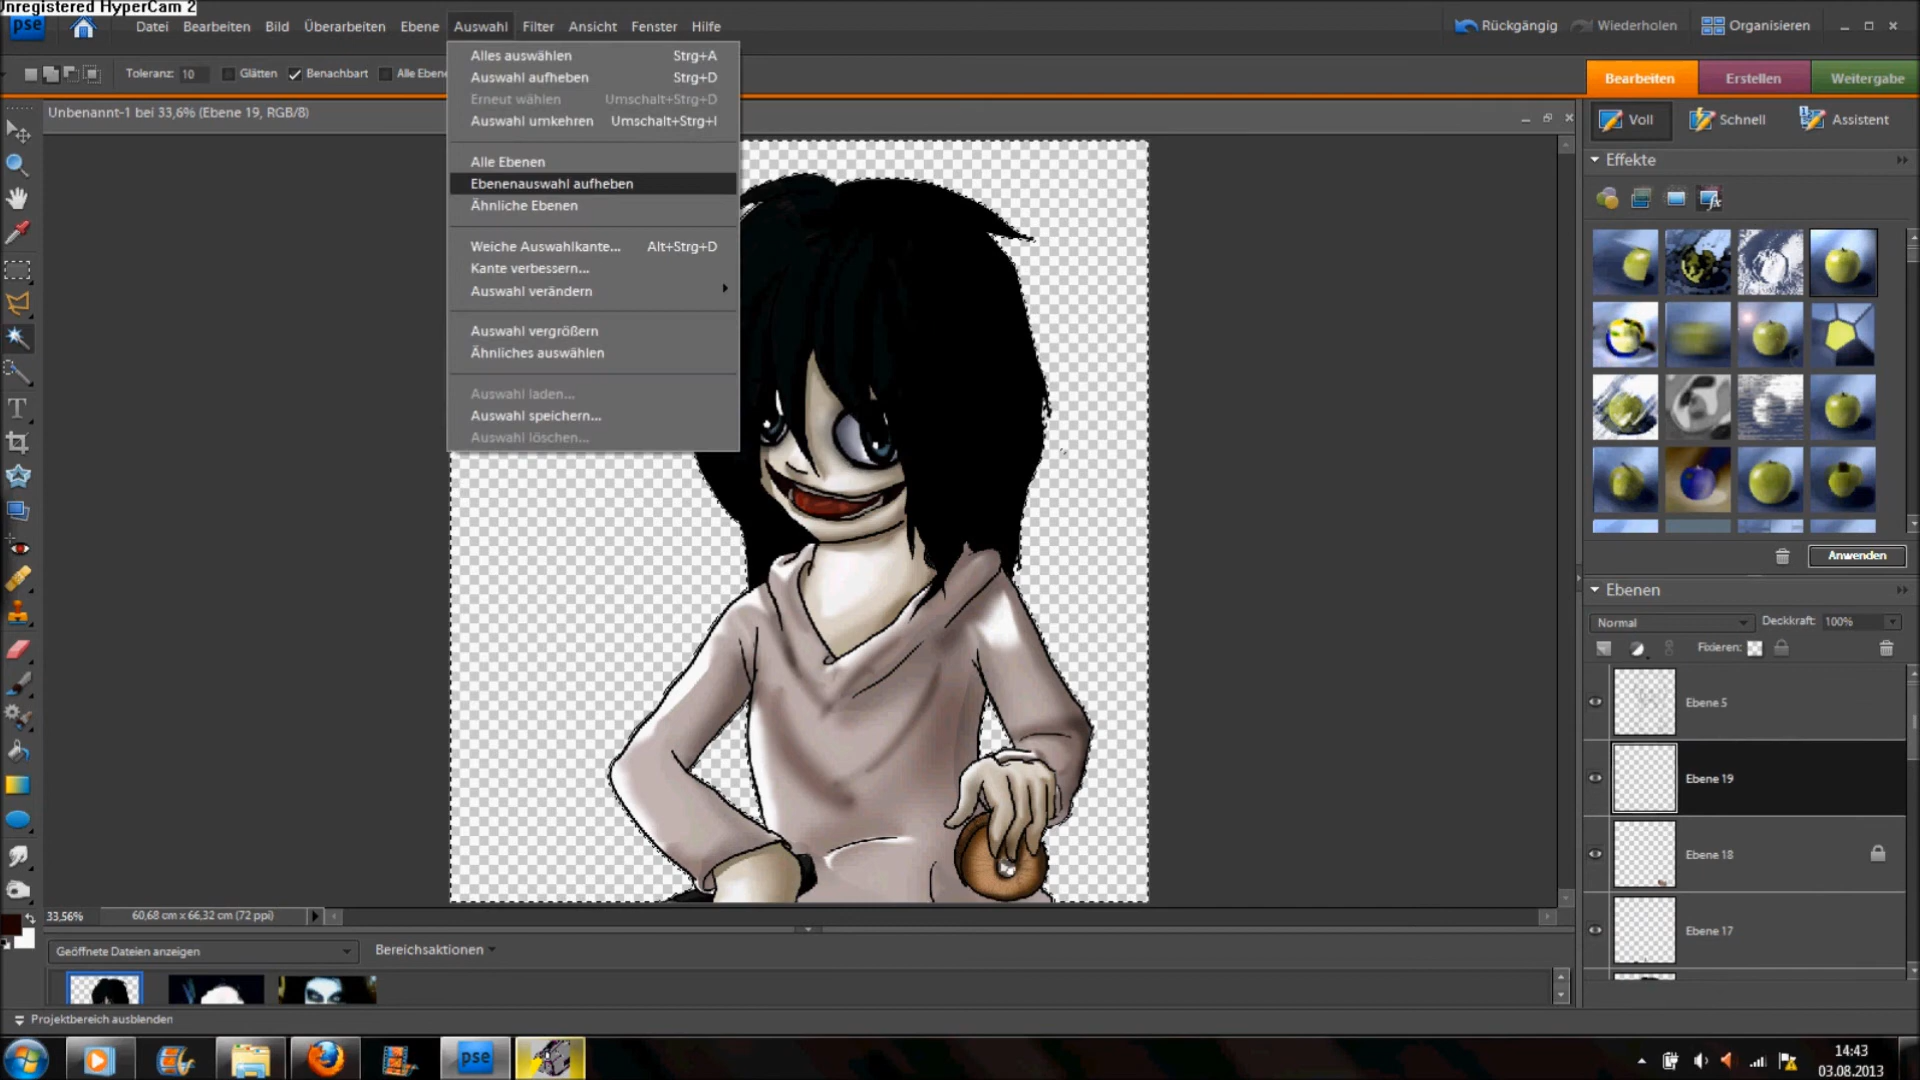 Unregistered HyperCam 2
pse
Datei Bearbeiten Bild Überarbeiten Ebene Auswahl Filter Ansicht Fenster Hilfe
Rückgängig Wiederholen Organisieren
Toleranz: 10 Glätten Benachbart Alle Ebene
Bearbeiten Erstellen Weitergabe
Unbenannt-1 bei 33,6% (Ebene 19, RGB/8)
Voll Schnell Assistent
Alles auswählen Strg+A
Auswahl aufheben Strg+D
Erneut wählen Umschalt+Strg+D
Auswahl umkehren Umschalt+Strg+I
Alle Ebenen
Ebenenauswahl aufheben
Ähnliche Ebenen
Weiche Auswahlkante... Alt+Strg+D
Kante verbessern...
Auswahl verändern
Auswahl vergrößern
Ähnliches auswählen
Auswahl laden...
Auswahl speichern...
Auswahl löschen...
Effekte
Anwenden
Ebenen
Normal Deckkraft: 100%
Fixieren:
Ebene 5
Ebene 19
Ebene 18
Ebene 17
33,56% 60,68 cm x 66,32 cm (72 ppi)
Geöffnete Dateien anzeigen Bereichsaktionen
Projektbereich ausblenden
pse
14:43
03.08.2013